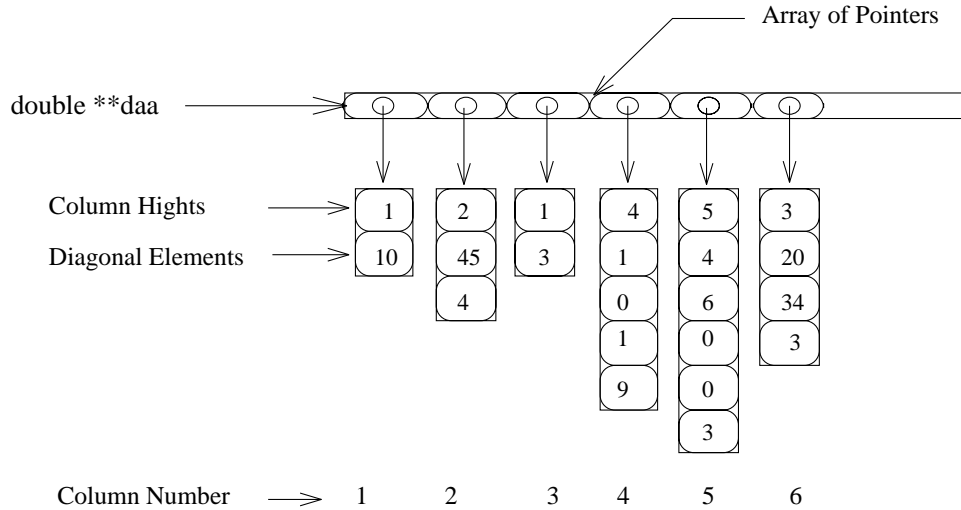 Array of Pointers
double **daa
Column Hights 1 2 1 4 5 3
Diagonal Elements 10 45 3 1 4 20
4 0 6 34
1 0 3
9 0
3
Column Number 1 2 3 4 5 6